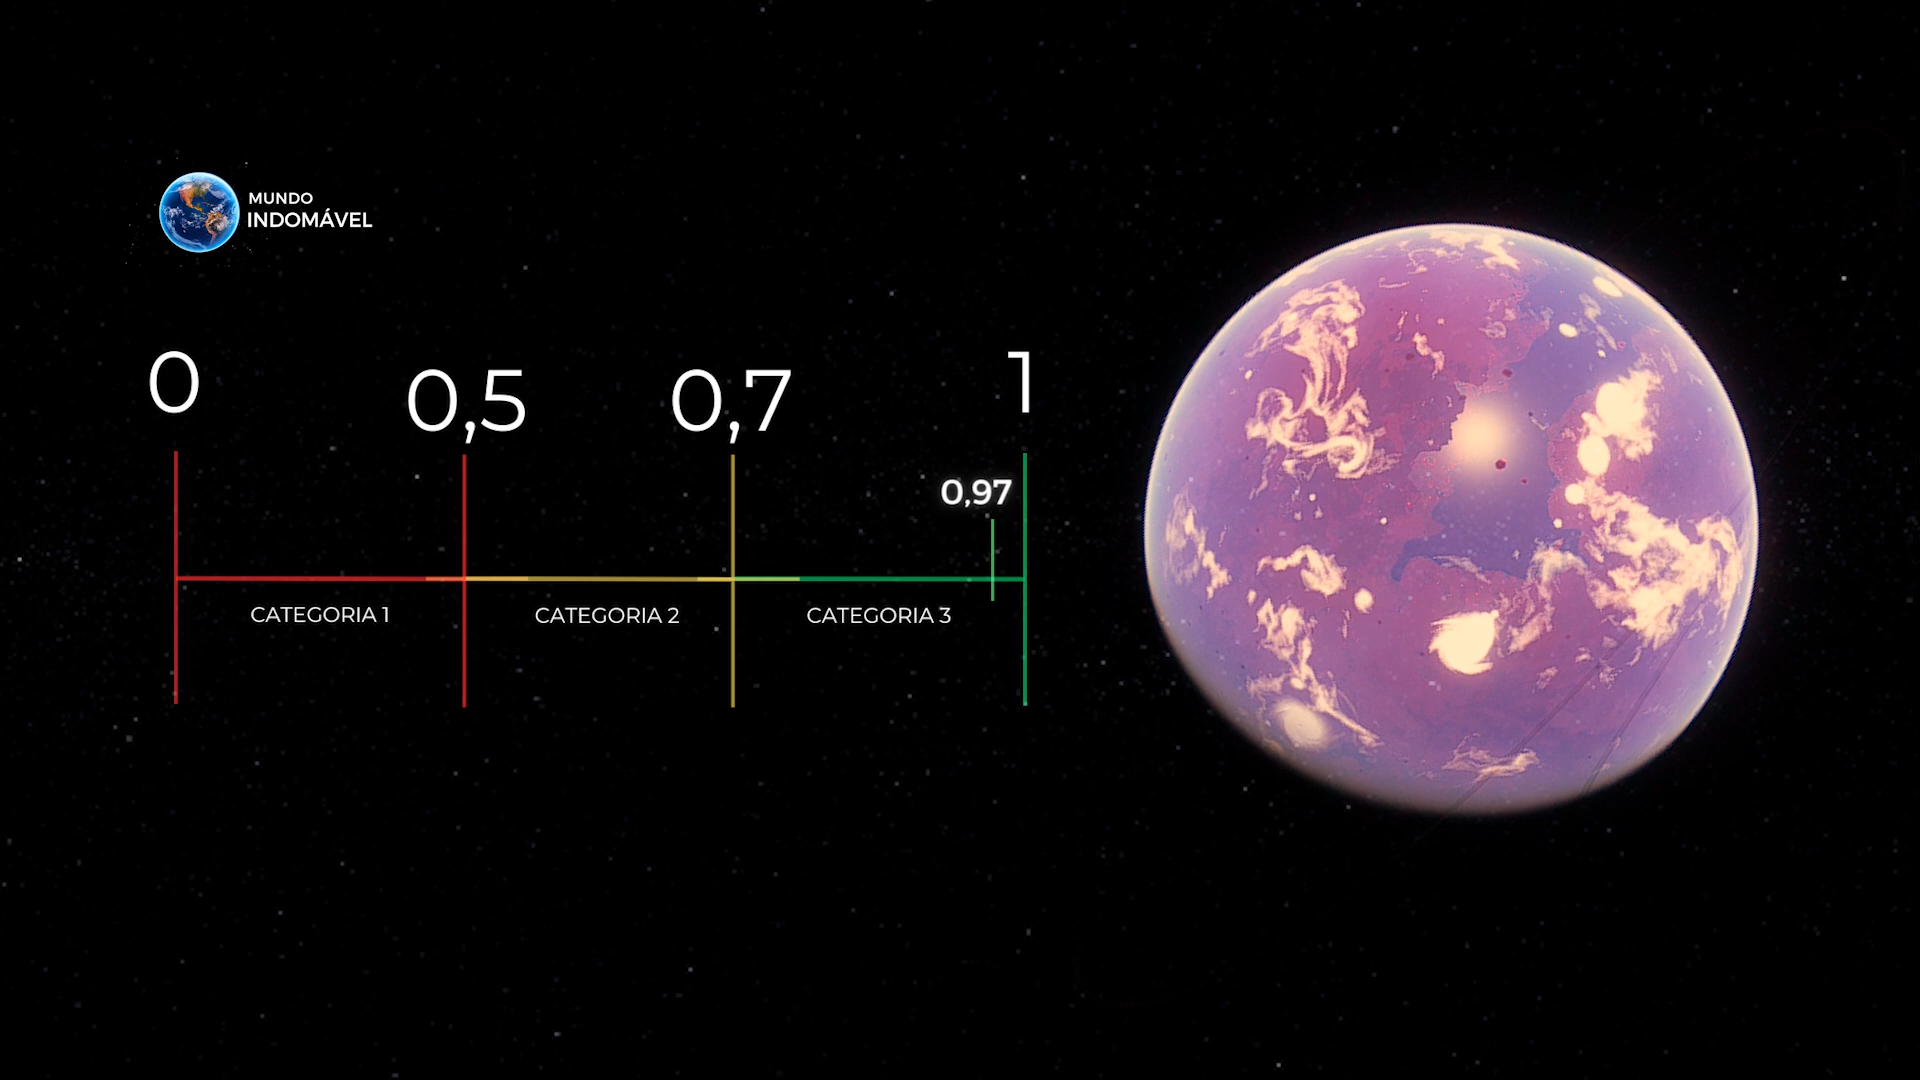 MUNDO
INDOMÁVEL
0
0,5
0,7
1
0,97
CATEGORIA 1
CATEGORIA 2
CATEGORIA 3